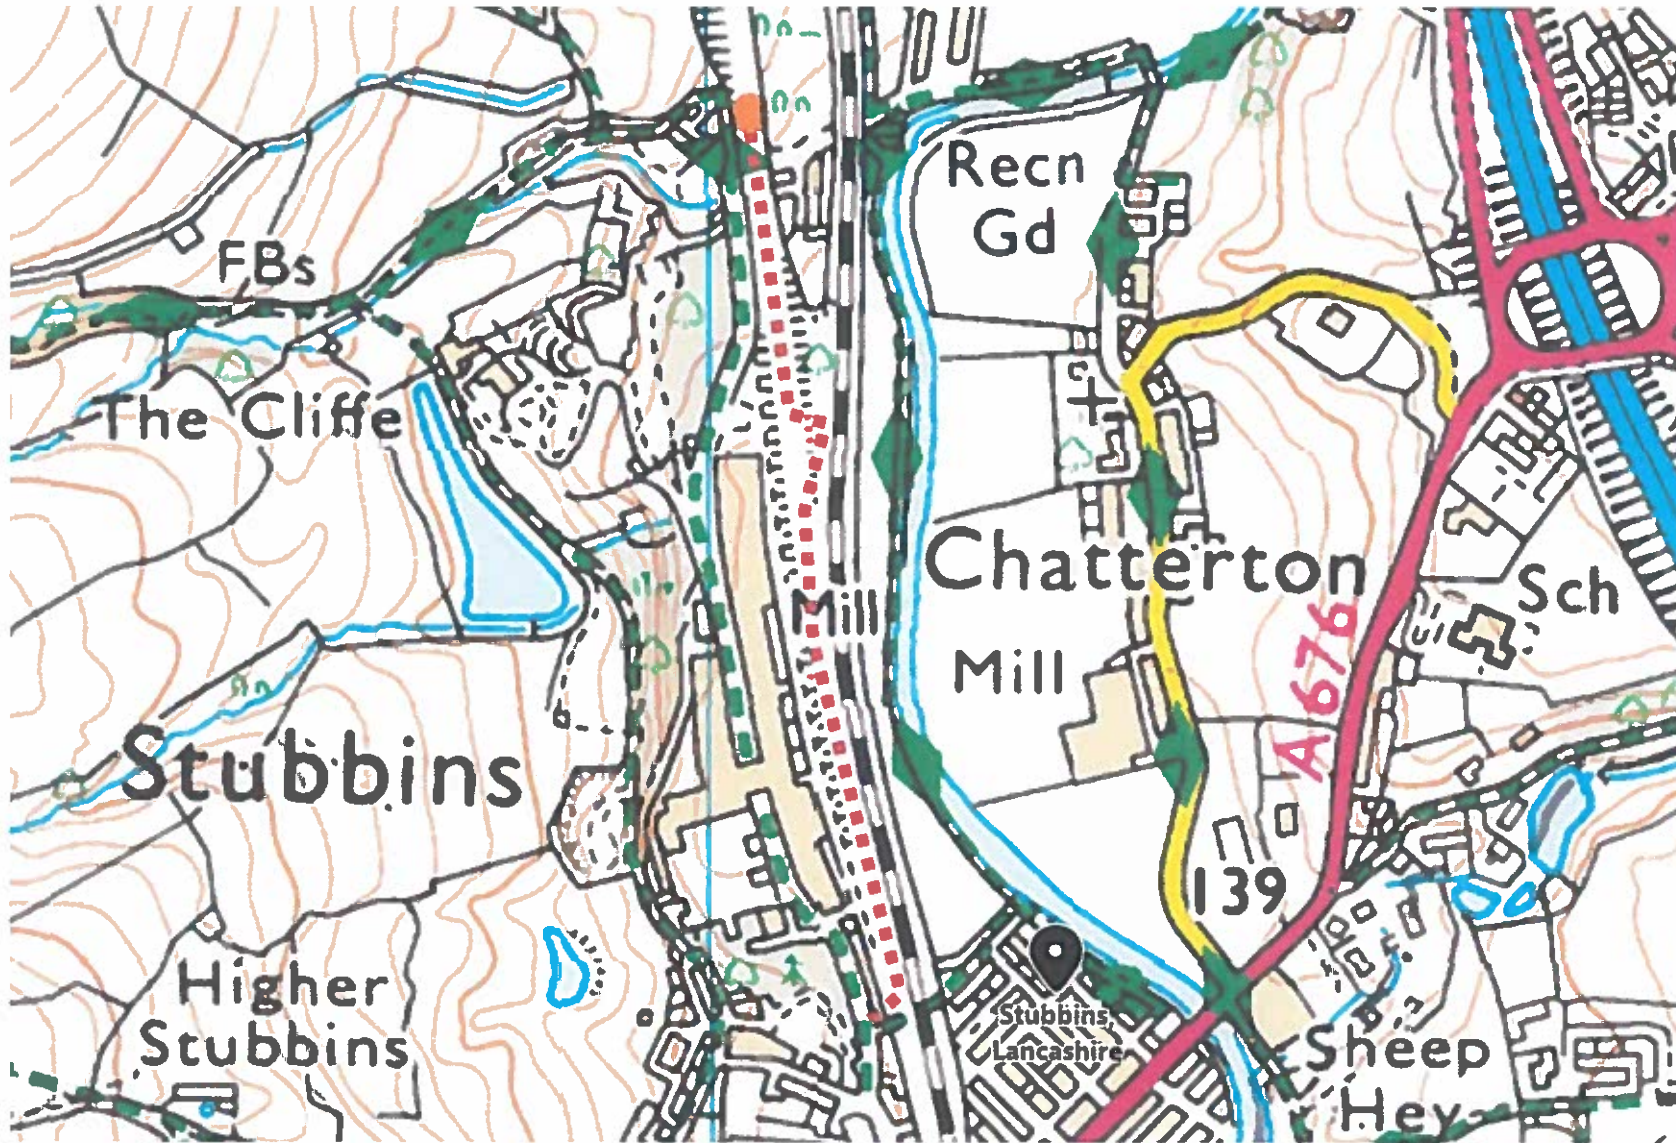 Recn
Gd
FBs
The Cliffe
Chatterton
Sch
Mill
Mill
A 676
Stubbins
139
Higher
Stubbins
Stubbins,
Lancashire
Sheep
Hey